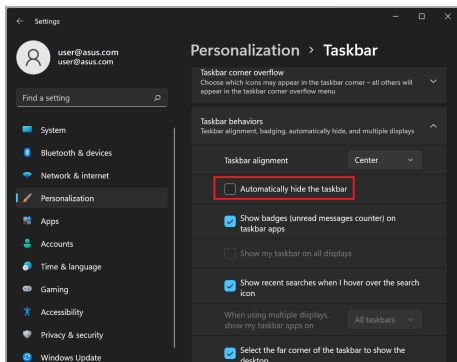 Settings
user@asus.com
user@asus.com
Find a setting
System
Bluetooth & devices
Network & internet
Personalization
Apps
Accounts
Time & language
Gaming
Accessibility
Privacy & security
Windows Update
Personalization > Taskbar
Taskbar corner overflow
Choose which icons may appear in the taskbar corner – all others will
appear in the taskbar corner overflow menu
Taskbar behaviors
Taskbar alignment, badging, automatically hide, and multiple displays
Taskbar alignment
Center
Automatically hide the taskbar
Show badges (unread messages counter) on
taskbar apps
Show my taskbar on all displays
Show recent searches when I hover over the search
icon
When using multiple displays,
show my taskbar apps on
All taskbars
Select the far corner of the taskbar to show the
desktop